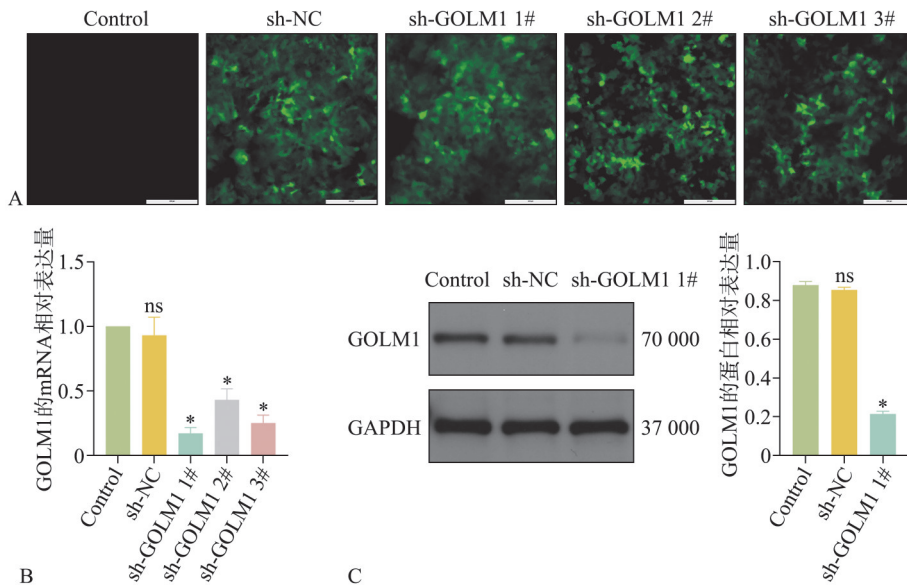 Control sh-NC sh-GOLM1 1# sh-GOLM1 2# sh-GOLM1 3#
A
GOLM1的mRNA相对表达量
1.5
1.0
0.5
0
ns
*
*
*
Control
sh-NC
sh-GOLM1 1#
sh-GOLM1 2#
sh-GOLM1 3#
B
Control sh-NC sh-GOLM1 1#
GOLM1 70 000
GAPDH 37 000
GOLM1的蛋白相对表达量
1.0
0.8
0.6
0.4
0.2
0
ns
*
Control
sh-NC
sh-GOLM1 1#
C